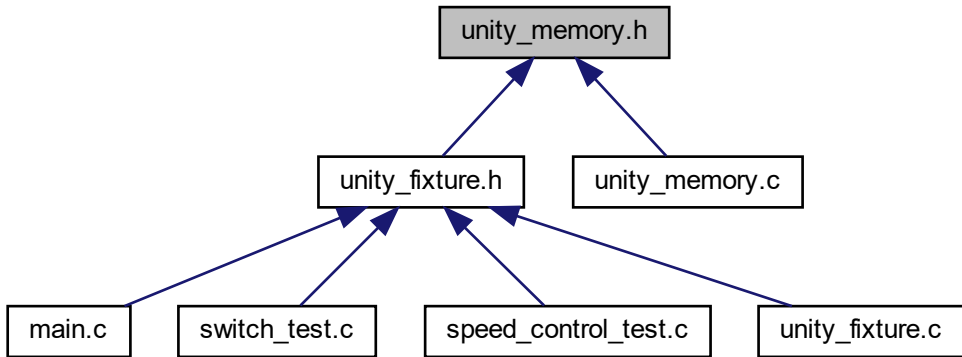 unity_memory.h
unity_fixture.h
unity_memory.c
main.c
switch_test.c
speed_control_test.c
unity_fixture.c